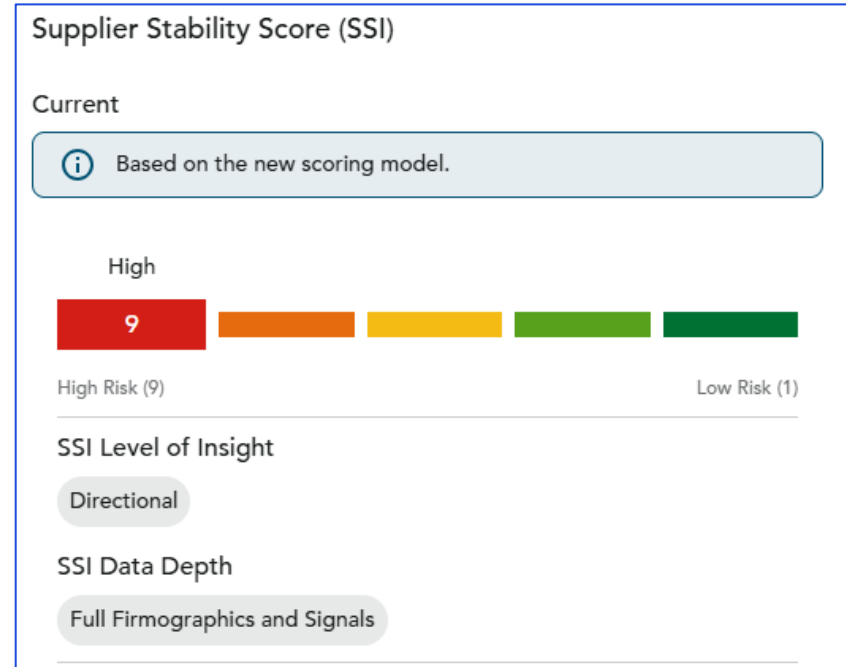 Supplier Stability Score (SSI)
Current
Based on the new scoring model.
High
9
High Risk (9)
Low Risk (1)
SSI Level of Insight
Directional
SSI Data Depth
Full Firmographics and Signals